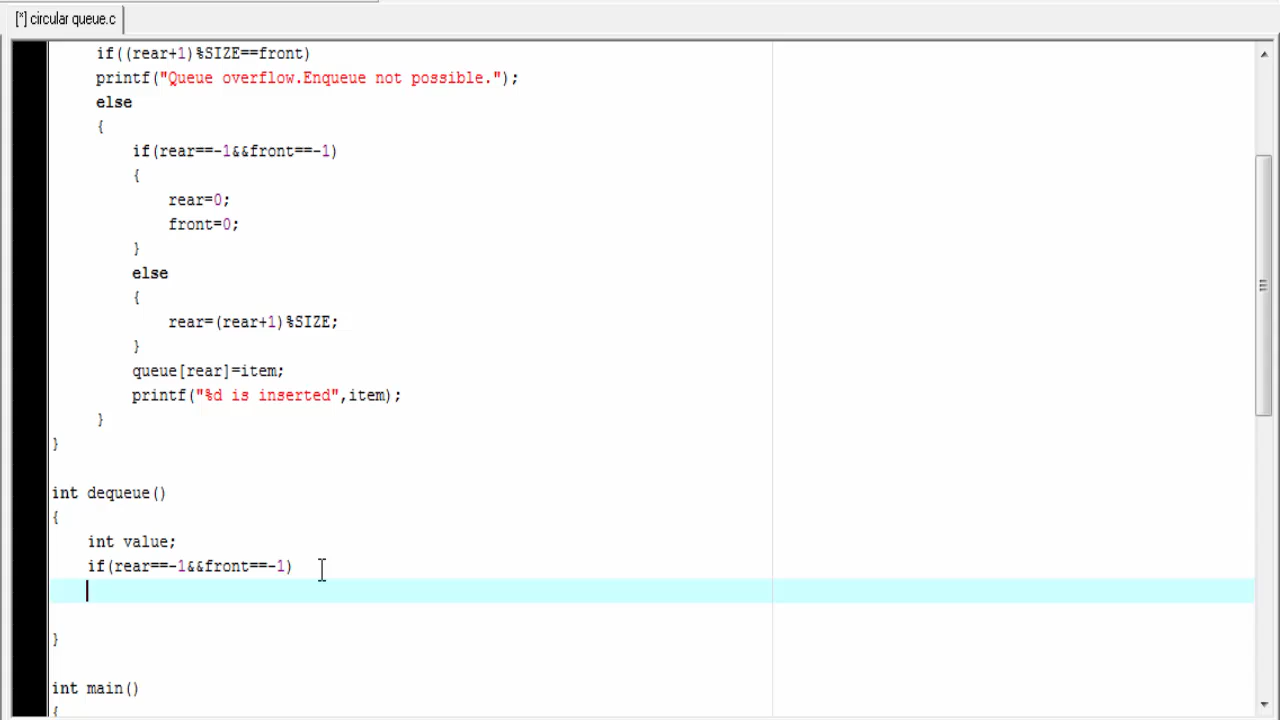 [*] circular queue.c
if((rear+1)%SIZE==front)
printf("Queue overflow.Enqueue not possible.");
else
{
if(rear==-1&&front==-1)
{
rear=0;
front=0;
}
else
{
rear=(rear+1)%SIZE;
}
queue[rear]=item;
printf("%d is inserted",item);
}
}
int dequeue()
{
int value;
if(rear==-1&&front==-1)
}
int main()
{